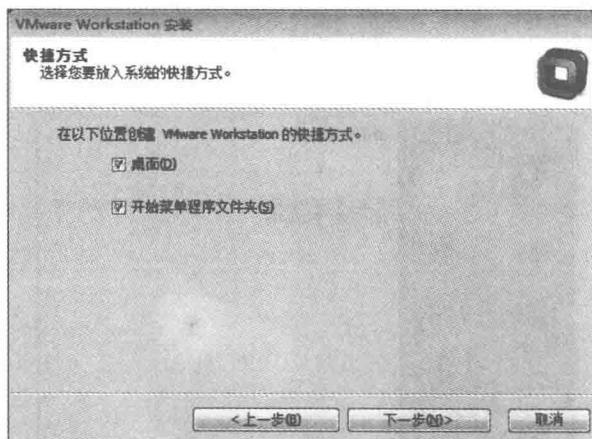 VMware Workstation 安装
快捷方式
选择您要放入系统的快捷方式。
在以下位置创建 VMware Workstation 的快捷方式。
桌面(D)
开始菜单程序文件夹(S)
<上一步(B)
下一步(N)>
取消